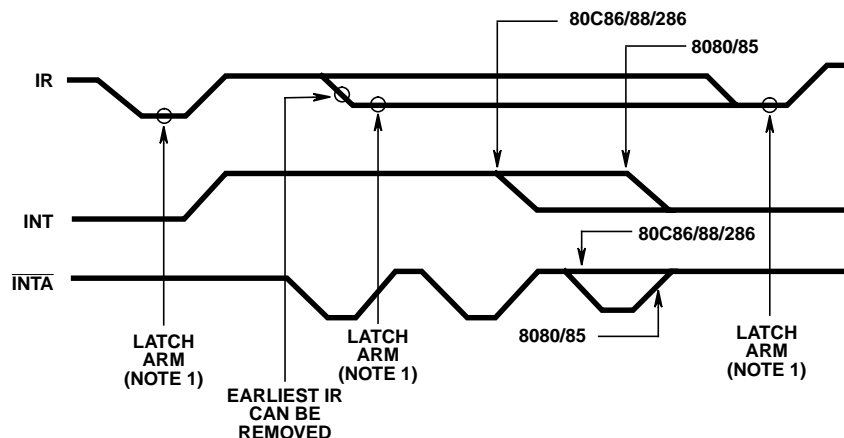 80C86/88/286
8080/85
IR
INT
80C86/88/286
INTA
8080/85
LATCH
ARM
(NOTE 1)
EARLIEST IR
CAN BE
REMOVED
LATCH
ARM
(NOTE 1)
LATCH
ARM
(NOTE 1)